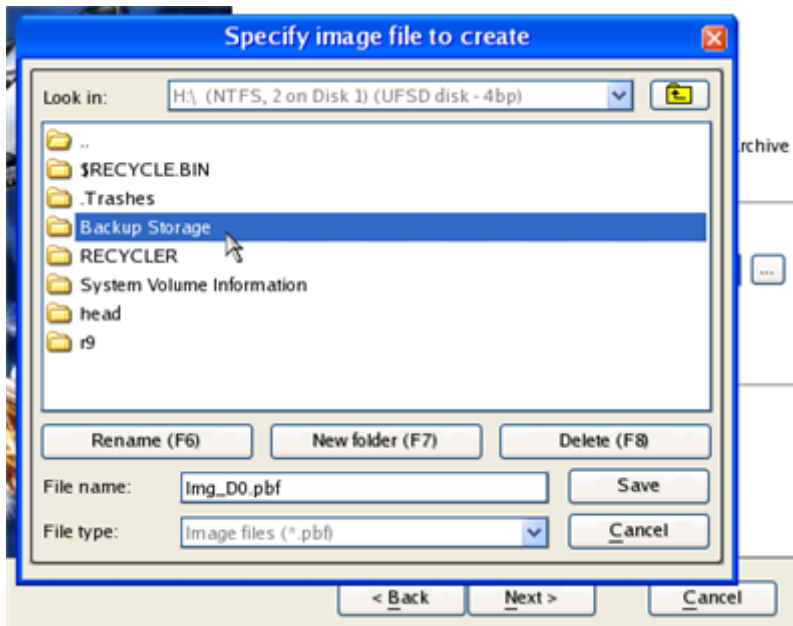 Specify image file to create
Look in: H:\ (NTFS, 2 on Disk 1) (UFSD disk - 4bp)
..
$RECYCLE.BIN
.Trashes
Backup Storage
RECYCLER
System Volume Information
head
r9
rchive
...
Rename (F6) New folder (F7) Delete (F8)
File name: Img_D0.pbf Save
File type: Image files (*.pbf) Cancel
< Back Next > Cancel